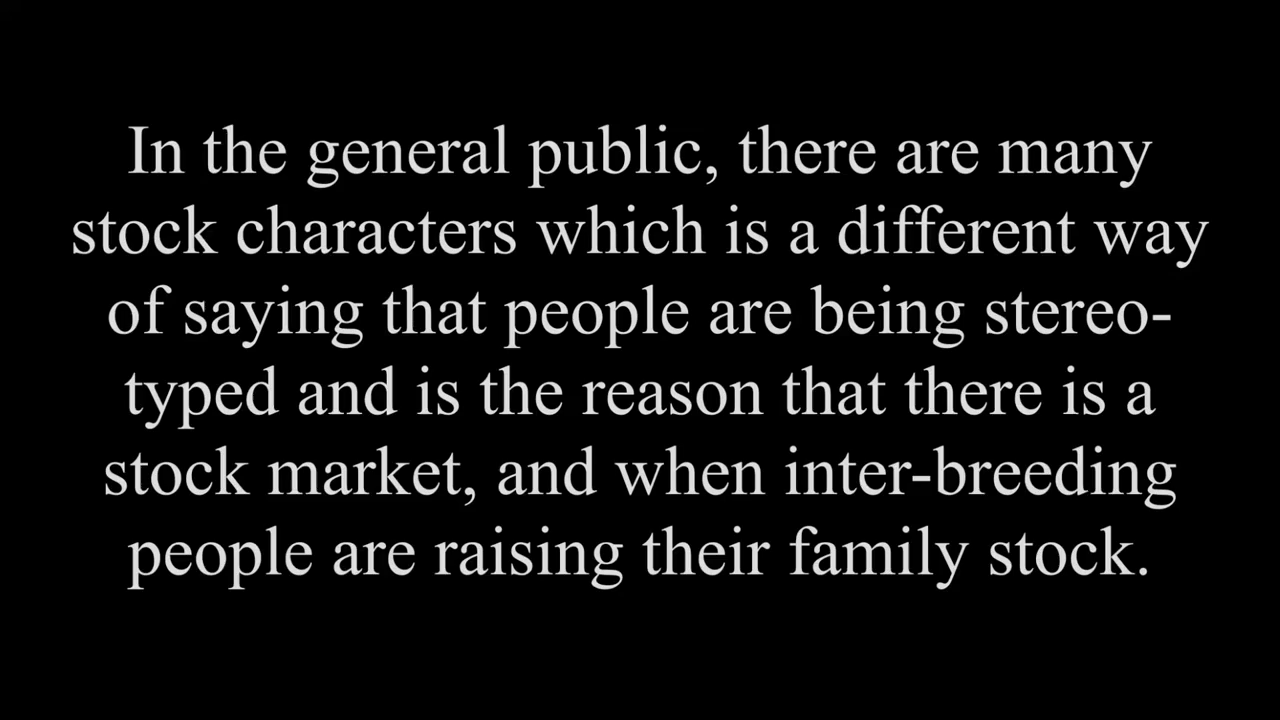 In the general public, there are many
stock characters which is a different way
of saying that people are being stereo-
typed and is the reason that there is a
stock market, and when inter-breeding
people are raising their family stock.